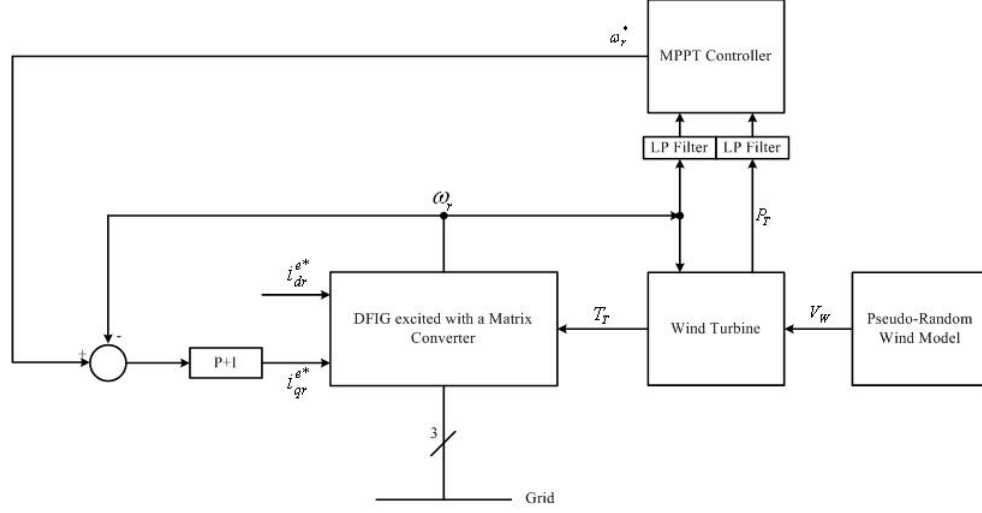 ω_r^*
MPPT Controller
LP Filter LP Filter
ω_r
P_T
i_dr^e*
DFIG excited with a Matrix
Converter
T_T
Wind Turbine
V_W
Pseudo-Random
Wind Model
-
+
P+I
i_qr^e*
3
Grid